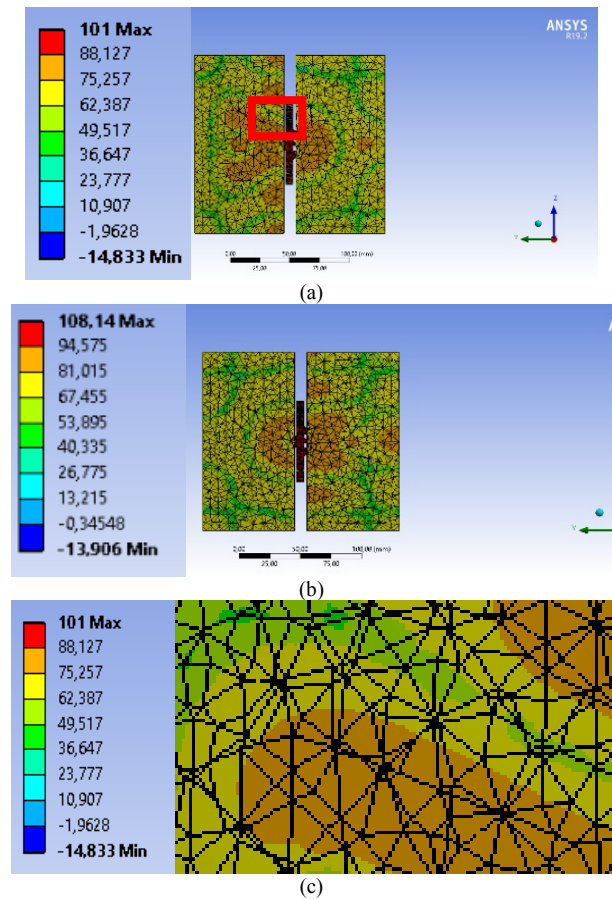 101 Max
88,127
75,257
62,387
49,517
36,647
23,777
10,907
-1,9628
-14,833 Min
ANSYS
R19.2
Z
Y
0,00 50,00 100,00 (mm)
25,00 75,00
(a)
108,14 Max
94,575
81,015
67,455
53,895
40,335
26,775
13,215
-0,34548
-13,906 Min
A
Y
0,00 50,00 100,00 (mm)
25,00 75,00
(b)
101 Max
88,127
75,257
62,387
49,517
36,647
23,777
10,907
-1,9628
-14,833 Min
(c)